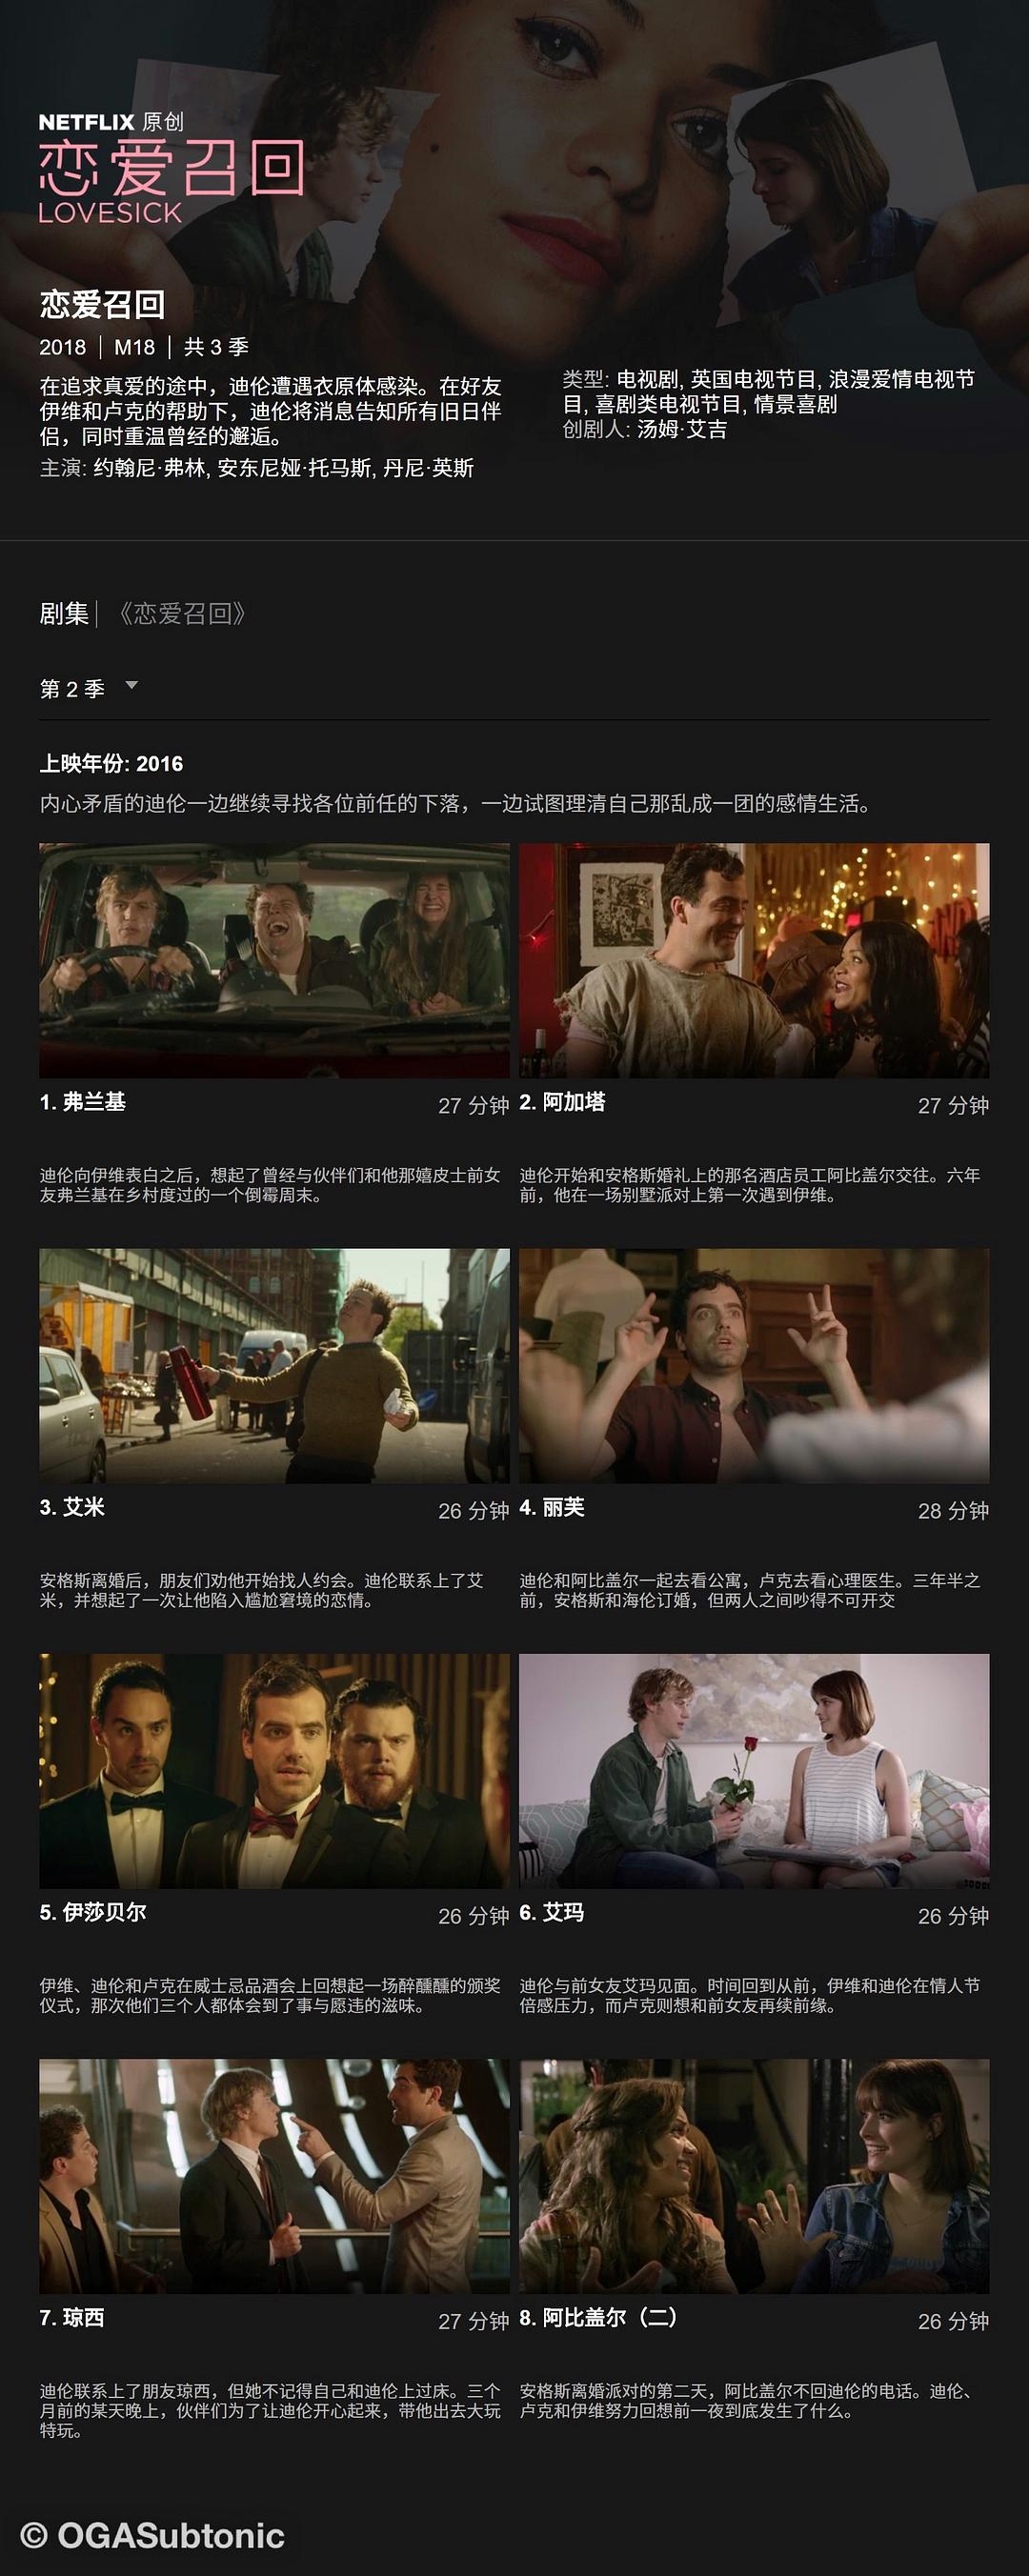 NETFLIX 原创
恋爱召回
LOVESICK
恋爱召回
2018 | M18 | 共 3 季
在追求真爱的途中，迪伦遭遇衣原体感染。在好友
伊维和卢克的帮助下，迪伦将消息告知所有旧日伴
侣，同时重温曾经的邂逅。
主演: 约翰尼·弗林, 安东尼娅·托马斯, 丹尼·英斯
类型: 电视剧, 英国电视节目, 浪漫爱情电视节
目, 喜剧类电视节目, 情景喜剧
创剧人: 汤姆·艾吉
剧集 | 《恋爱召回》
第 2 季
上映年份: 2016
内心矛盾的迪伦一边继续寻找各位前任的下落，一边试图理清自己那乱成一团的感情生活。
1. 弗兰基 27 分钟
迪伦向伊维表白之后，想起了曾经与伙伴们和他那嬉皮士前女
友弗兰基在乡村度过的一个倒霉周末。
2. 阿加塔 27 分钟
迪伦开始和安格斯婚礼上的那名酒店员工阿比盖尔交往。六年
前，他在一场别墅派对上第一次遇到伊维。
3. 艾米 26 分钟
安格斯离婚后，朋友们劝他开始找人约会。迪伦联系上了艾
米，并想起了一次让他陷入尴尬窘境的恋情。
4. 丽芙 28 分钟
迪伦和阿比盖尔一起去看公寓，卢克去看心理医生。三年半之
前，安格斯和海伦订婚，但两人之间吵得不可开交
5. 伊莎贝尔 26 分钟
伊维、迪伦和卢克在威士忌品酒会上回想起一场醉醺醺的颁奖
仪式，那次他们三个人都体会到了事与愿违的滋味。
6. 艾玛 26 分钟
迪伦与前女友艾玛见面。时间回到从前，伊维和迪伦在情人节
倍感压力，而卢克则想和前女友再续前缘。
7. 琼西 27 分钟
迪伦联系上了朋友琼西，但她不记得自己和迪伦上过床。三个
月前的某天晚上，伙伴们为了让迪伦开心起来，带他出去大玩
特玩。
8. 阿比盖尔（二） 26 分钟
安格斯离婚派对的第二天，阿比盖尔不回迪伦的电话。迪伦、
卢克和伊维努力回想前一夜到底发生了什么。
© OGASubtonic